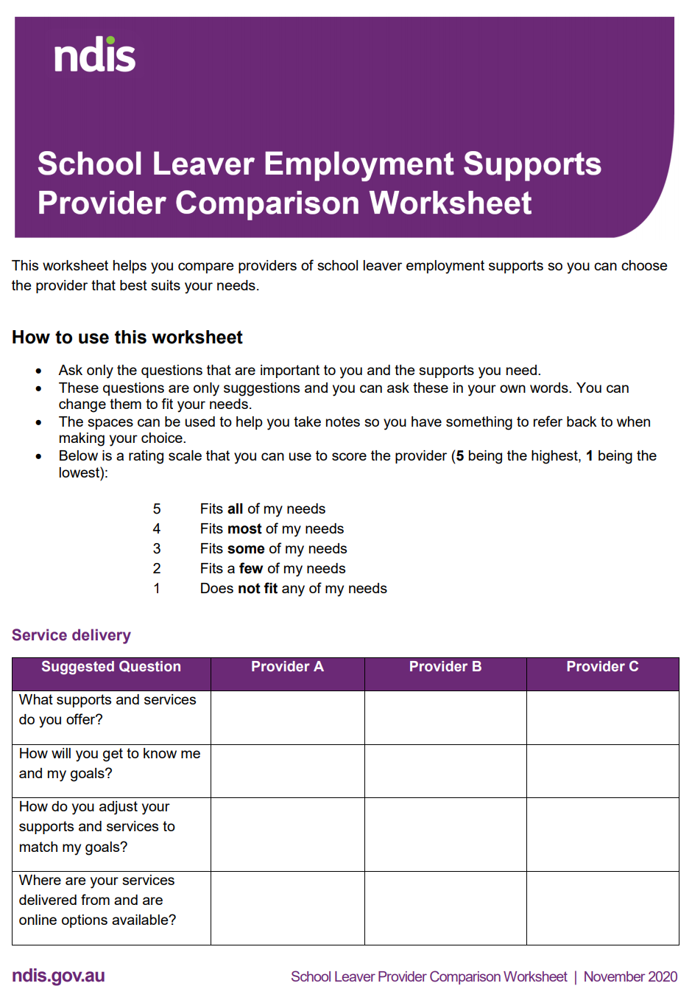 ndis
School Leaver Employment Supports
Provider Comparison Worksheet
This worksheet helps you compare providers of school leaver employment supports so you can choose
the provider that best suits your needs.
How to use this worksheet
• Ask only the questions that are important to you and the supports you need.
• These questions are only suggestions and you can ask these in your own words. You can
change them to fit your needs.
• The spaces can be used to help you take notes so you have something to refer back to when
making your choice.
• Below is a rating scale that you can use to score the provider (5 being the highest, 1 being the
lowest):
5 Fits all of my needs
4 Fits most of my needs
3 Fits some of my needs
2 Fits a few of my needs
1 Does not fit any of my needs
Service delivery
Suggested Question Provider A Provider B Provider C
What supports and services
do you offer?
How will you get to know me
and my goals?
How do you adjust your
supports and services to
match my goals?
Where are your services
delivered from and are
online options available?
ndis.gov.au School Leaver Provider Comparison Worksheet | November 2020